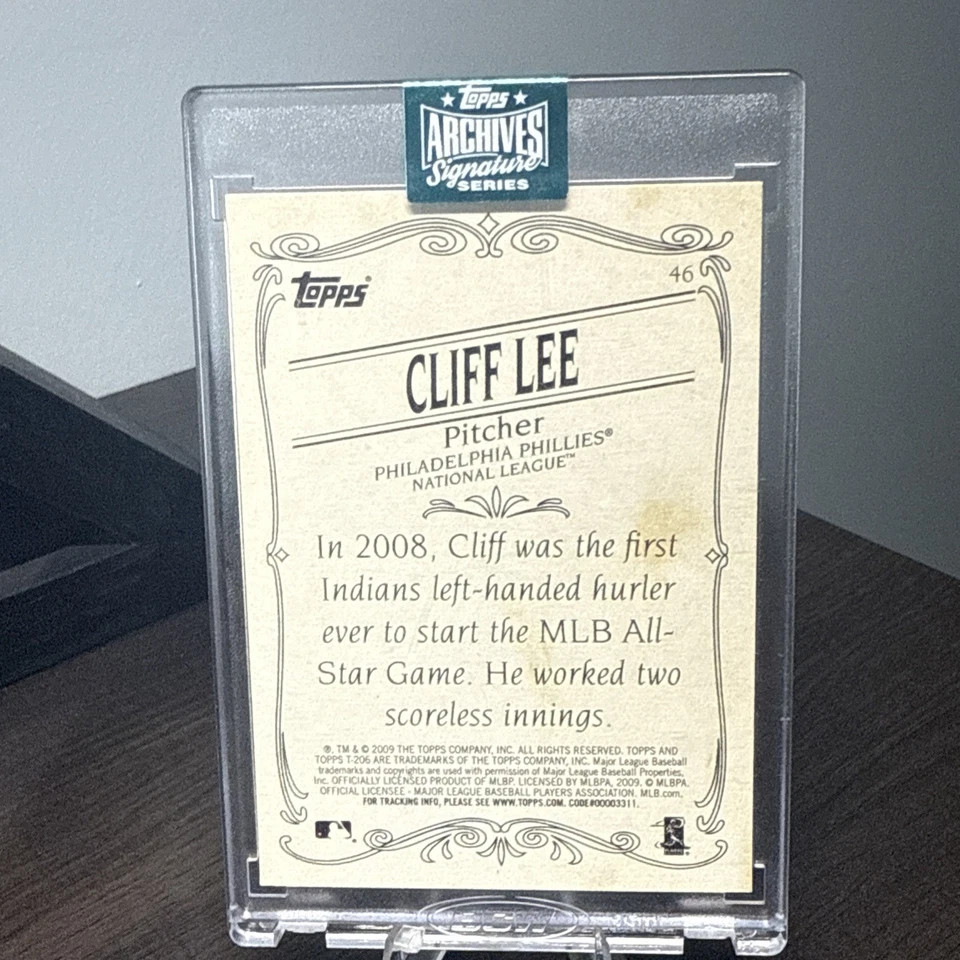 Topps
ARCHIVES
Signature
SERIES
Topps®
46
CLIFF LEE
Pitcher
PHILADELPHIA PHILLIES®
NATIONAL LEAGUE™
In 2008, Cliff was the first
Indians left-handed hurler
ever to start the MLB All-
Star Game. He worked two
scoreless innings.
®, TM & © 2009 THE TOPPS COMPANY, INC. ALL RIGHTS RESERVED. TOPPS AND
TOPPS T-206 ARE TRADEMARKS OF THE TOPPS COMPANY, INC. Major League Baseball
trademarks and copyrights are used with permission of Major League Baseball Properties,
Inc. OFFICIALLY LICENSED PRODUCT OF MLBP. LICENSED BY MLBPA, 2009. © MLBPA
OFFICIAL LICENSEE - MAJOR LEAGUE BASEBALL PLAYERS ASSOCIATION. MLB.com.
FOR TRACKING INFO, PLEASE SEE WWW.TOPPS.COM. CODE#00003311.